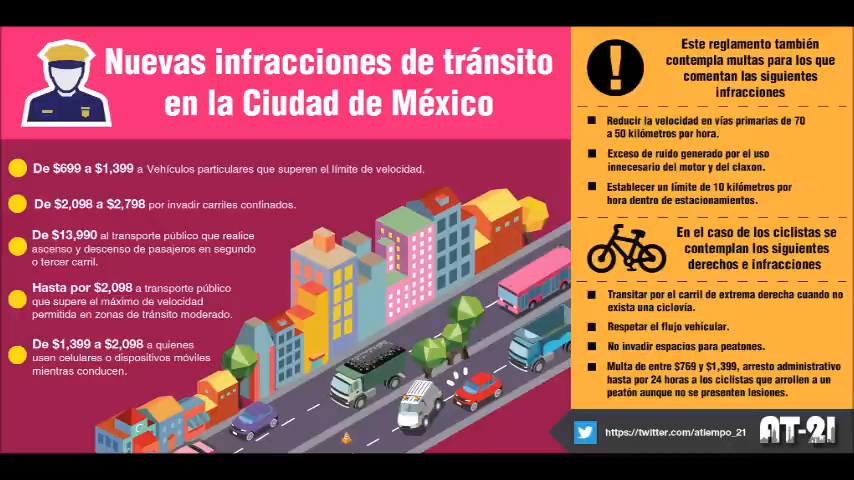 Nuevas infracciones de tránsito
en la Ciudad de México
De $699 a $1,399 a Vehículos particulares que superen el límite de velocidad.
De $2,098 a $2,798 por invadir carriles confinados.
De $13,990 al transporte público que realice
ascenso y descenso de pasajeros en segundo
o tercer carril.
Hasta por $2,098 a transporte público
que supere el máximo de velocidad
permitida en zonas de tránsito moderado.
De $1,399 a $2,098 a quienes
usen celulares o dispositivos móviles
mientras conducen.
Este reglamento también
contempla multas para los que
comentan las siguientes
infracciones
Reducir la velocidad en vías primarias de 70
a 50 kilómetros por hora.
Exceso de ruido generado por el uso
innecesario del motor y del claxon.
Establecer un límite de 10 kilómetros por
hora dentro de estacionamientos.
En el caso de los ciclistas se
contemplan los siguientes
derechos e infracciones
Transitar por el carril de extrema derecha cuando no
exista una ciclovía.
Respetar el flujo vehicular.
No invadir espacios para peatones.
Multa de entre $769 y $1,399, arresto administrativo
hasta por 24 horas a los ciclistas que arrollen a un
peatón aunque no se presenten lesiones.
https://twitter.com/atiempo_21
AT-21